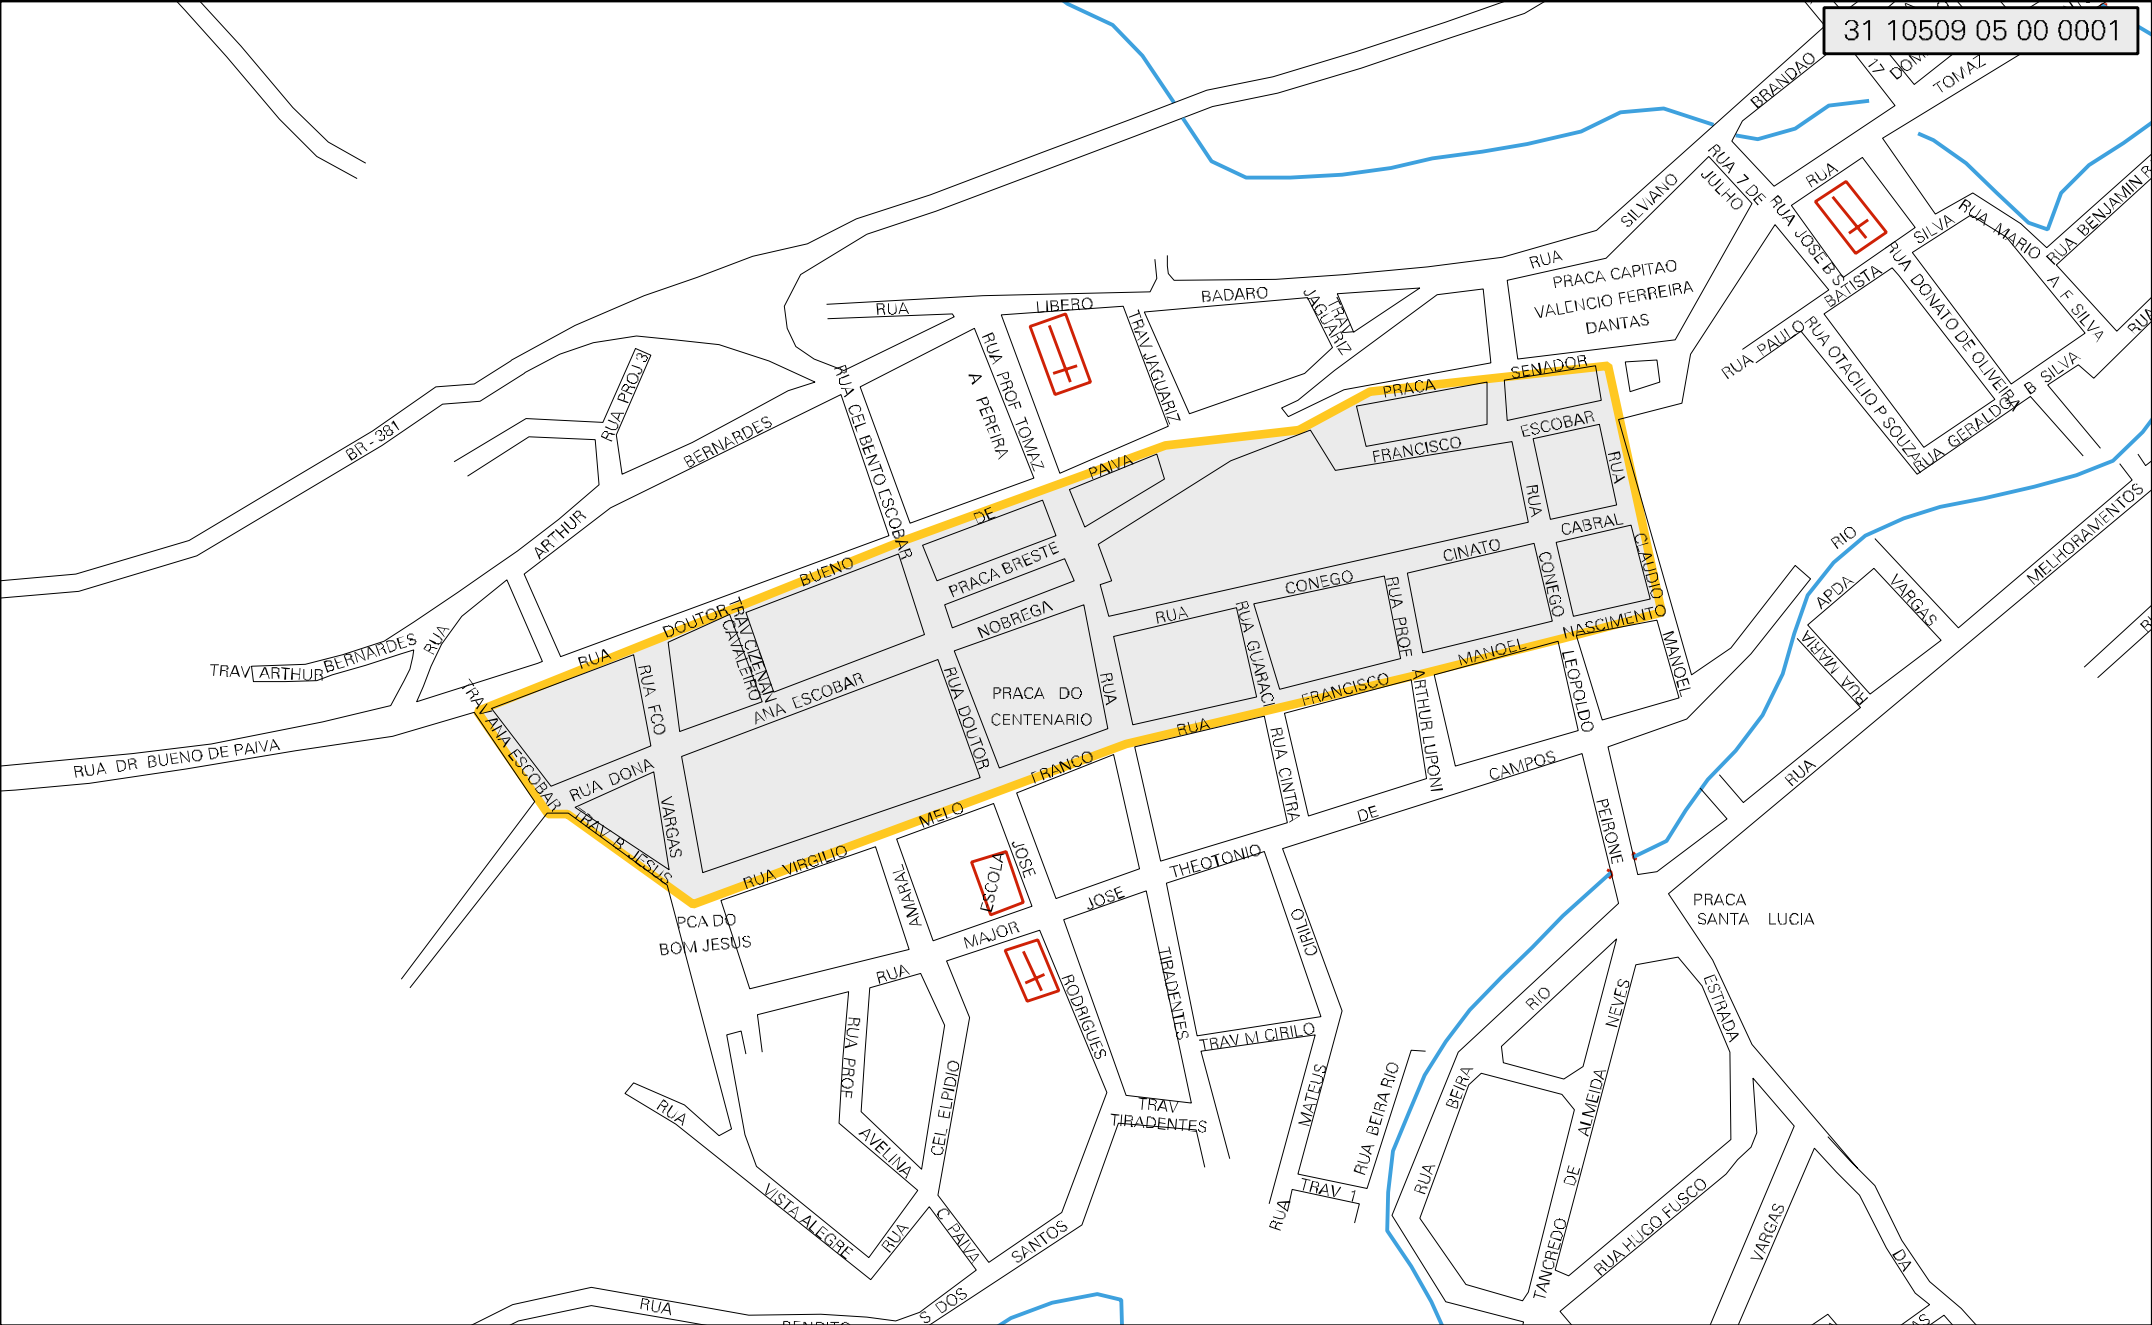 31 10509 05 00 0001
BRANDAO
17
TOMAZ
RUA 7 DE
JULHO
SILVIANO
RUA
RUA JOSE B S
BATISTA
SILVA
RUA MARIO
A F SILVA
RUA BENJAMIN R
RUA DONATO DE OLIVEIRA
RUA
RUA PAULO
RUA OTACILIO P SOUZA
RUA GERALDO B SILVA
RUA
PRACA CAPITAO
VALENCIO FERREIRA
DANTAS
RUA
LIBERO
BADARO
TRAV
JAGUARIZ
TRAV JAGUARIZ
RUA PROF TOMAZ
A PEREIRA
RUA CEL BENTO ESCOBAR
RUA PROJ 3
BR - 381
BERNARDES
ARTHUR
RUA
TRAV ARTHUR BERNARDES
RUA DR BUENO DE PAIVA
RUA
DOUTOR
BUENO
DE
PAIVA
PRACA
SENADOR
ESCOBAR
FRANCISCO
RUA
RUA
CABRAL
CLAUDIO
MANOEL
CINATO
CONEGO
CONEGO
RUA
PRACA BRESTE
NOBREGA
TRAV CIZENAN
CAVALEIRO
ANA ESCOBAR
RUA DONA
RUA FCO
VARGAS
TRAV ANA ESCOBAR
TRAV B. JESUS
RUA DOUTOR
PRACA DO
CENTENARIO
RUA
RUA GUARACI
RUA PROF
ARTHUR LUPONI
LEOPOLDO
PEIRONE
RUA VIRGILIO
MELO
FRANCO
RUA
FRANCISCO
MANOEL
NASCIMENTO
RUA CINTRA
THEOTONIO
DE
CAMPOS
JOSE
PCA DO
BOM JESUS
AMARAL
ESCOLA
JOSE
RODRIGUES
MAJOR
RUA
RUA PROF
AVELINA
CEL ELPIDIO
RUA
VISTA ALEGRE
RUA
C PAIVA
S. DOS
SANTOS
RUA
TIRADENTES
TRAV
TIRADENTES
CIRILO
TRAV M CIRILO
MATEUS
RUA
TRAV 1
RUA BEIRA RIO
RIO
BEIRA
RUA
NEVES
ALMEIDA
DE
TANCREDO
RUA HUGO FUSCO
VARGAS
ESTRADA
DA
PRACA
SANTA LUCIA
RUA
MELHORAMENTOS
RIO
APDA
VARGAS
RUA MARIA